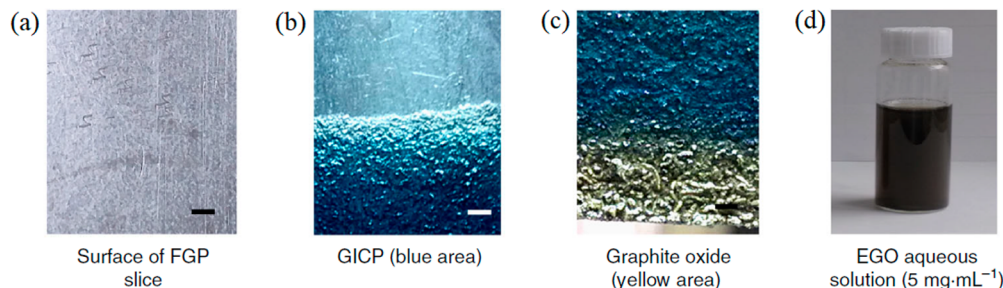 (a)
(b)
(c)
(d)
Surface of FGP
slice
GICP (blue area)
Graphite oxide
(yellow area)
EGO aqueous
solution (5 mg·mL⁻¹)